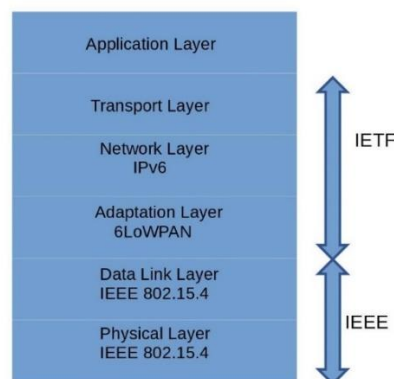 Application Layer
Transport Layer
Network Layer
IPv6
Adaptation Layer
6LoWPAN
Data Link Layer
IEEE 802.15.4
Physical Layer
IEEE 802.15.4
IETF
IEEE